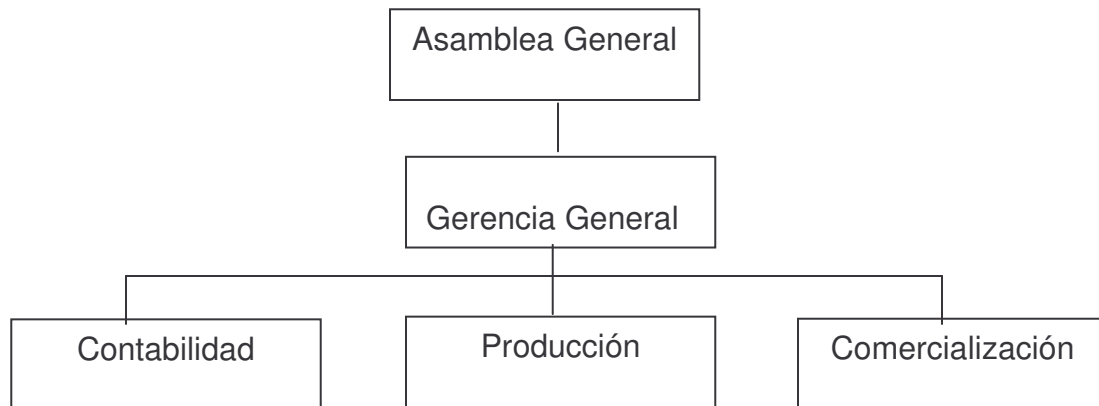 Asamblea General
Gerencia General
Contabilidad
Producción
Comercialización